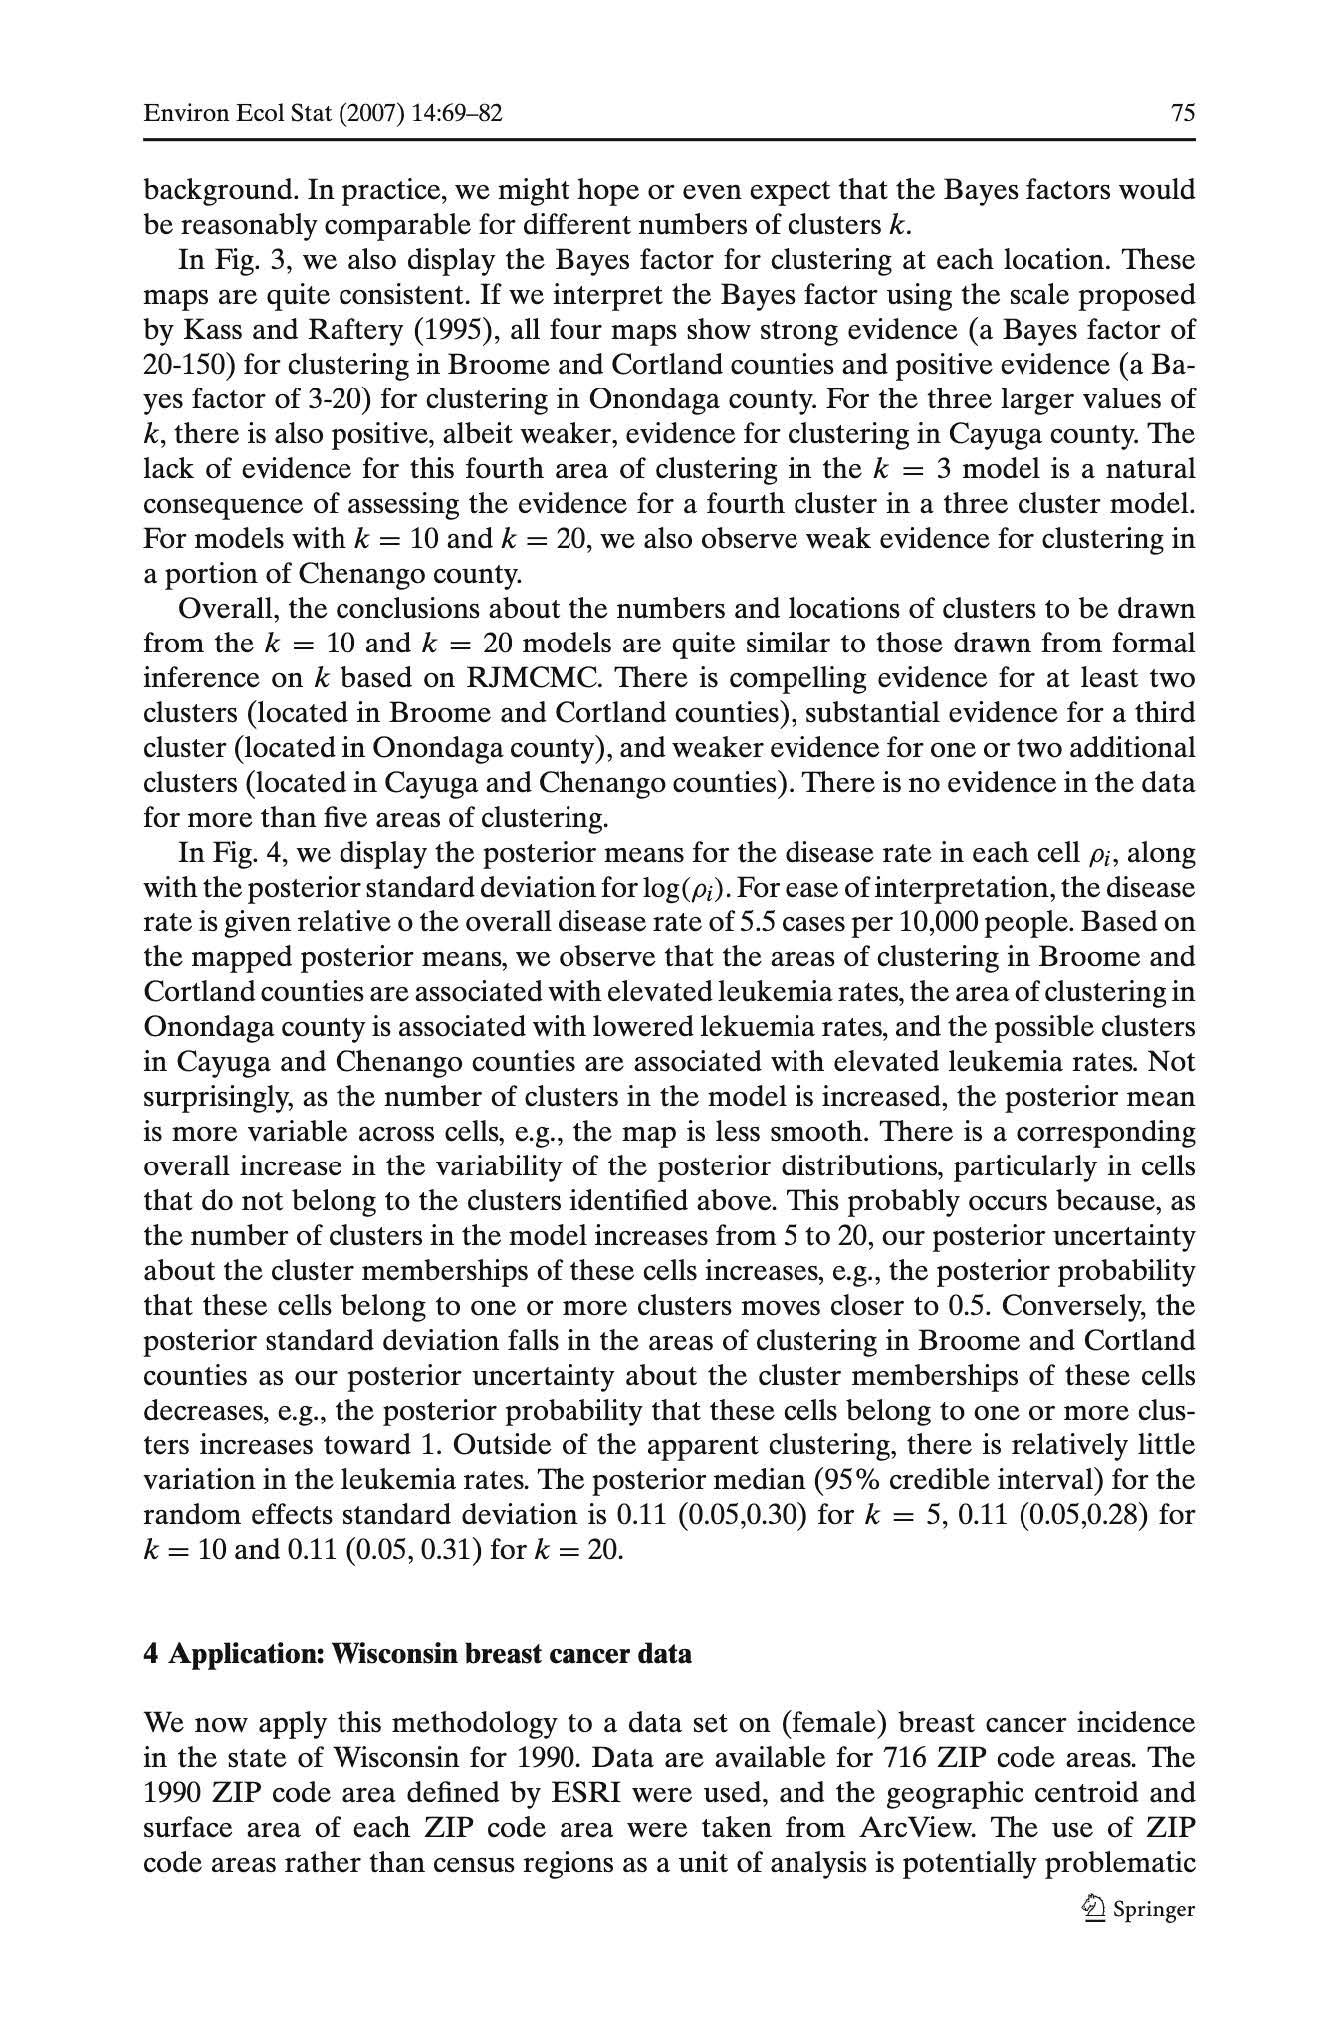 Environ Ecol Stat (2007) 14:69–82 75
background. In practice, we might hope or even expect that the Bayes factors would
be reasonably comparable for different numbers of clusters k.
In Fig. 3, we also display the Bayes factor for clustering at each location. These
maps are quite consistent. If we interpret the Bayes factor using the scale proposed
by Kass and Raftery (1995), all four maps show strong evidence (a Bayes factor of
20-150) for clustering in Broome and Cortland counties and positive evidence (a Ba-
yes factor of 3-20) for clustering in Onondaga county. For the three larger values of
k, there is also positive, albeit weaker, evidence for clustering in Cayuga county. The
lack of evidence for this fourth area of clustering in the k = 3 model is a natural
consequence of assessing the evidence for a fourth cluster in a three cluster model.
For models with k = 10 and k = 20, we also observe weak evidence for clustering in
a portion of Chenango county.
Overall, the conclusions about the numbers and locations of clusters to be drawn
from the k = 10 and k = 20 models are quite similar to those drawn from formal
inference on k based on RJMCMC. There is compelling evidence for at least two
clusters (located in Broome and Cortland counties), substantial evidence for a third
cluster (located in Onondaga county), and weaker evidence for one or two additional
clusters (located in Cayuga and Chenango counties). There is no evidence in the data
for more than five areas of clustering.
In Fig. 4, we display the posterior means for the disease rate in each cell ρi, along
with the posterior standard deviation for log(ρi). For ease of interpretation, the disease
rate is given relative o the overall disease rate of 5.5 cases per 10,000 people. Based on
the mapped posterior means, we observe that the areas of clustering in Broome and
Cortland counties are associated with elevated leukemia rates, the area of clustering in
Onondaga county is associated with lowered lekuemia rates, and the possible clusters
in Cayuga and Chenango counties are associated with elevated leukemia rates. Not
surprisingly, as the number of clusters in the model is increased, the posterior mean
is more variable across cells, e.g., the map is less smooth. There is a corresponding
overall increase in the variability of the posterior distributions, particularly in cells
that do not belong to the clusters identified above. This probably occurs because, as
the number of clusters in the model increases from 5 to 20, our posterior uncertainty
about the cluster memberships of these cells increases, e.g., the posterior probability
that these cells belong to one or more clusters moves closer to 0.5. Conversely, the
posterior standard deviation falls in the areas of clustering in Broome and Cortland
counties as our posterior uncertainty about the cluster memberships of these cells
decreases, e.g., the posterior probability that these cells belong to one or more clus-
ters increases toward 1. Outside of the apparent clustering, there is relatively little
variation in the leukemia rates. The posterior median (95% credible interval) for the
random effects standard deviation is 0.11 (0.05,0.30) for k = 5, 0.11 (0.05,0.28) for
k = 10 and 0.11 (0.05, 0.31) for k = 20.
4 Application: Wisconsin breast cancer data
We now apply this methodology to a data set on (female) breast cancer incidence
in the state of Wisconsin for 1990. Data are available for 716 ZIP code areas. The
1990 ZIP code area defined by ESRI were used, and the geographic centroid and
surface area of each ZIP code area were taken from ArcView. The use of ZIP
code areas rather than census regions as a unit of analysis is potentially problematic
Springer